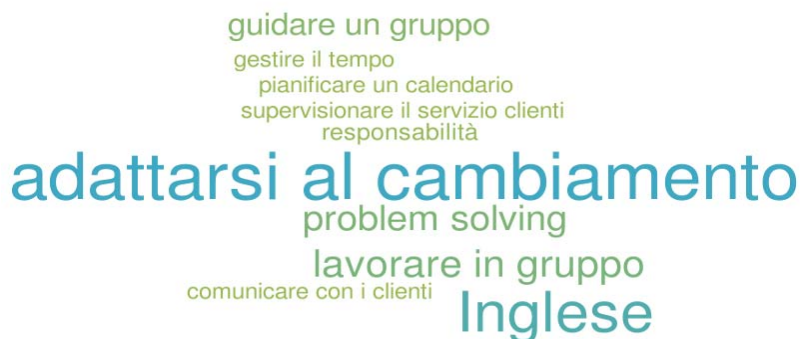 guidare un gruppo
gestire il tempo
pianificare un calendario
supervisionare il servizio clienti
responsabilità
adattarsi al cambiamento
problem solving
lavorare in gruppo
comunicare con i clienti
Inglese